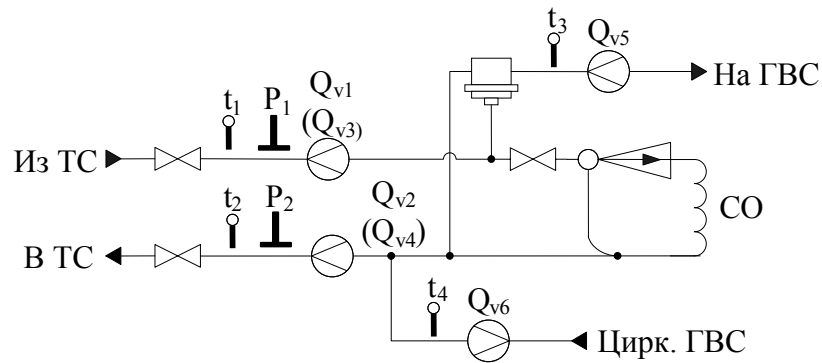 t3
Qv5
На ГВС
Qv1
(Qv3)
t1
P1
Из ТС
t2
P2
Qv2
(Qv4)
СО
В ТС
t4
Qv6
Цирк. ГВС